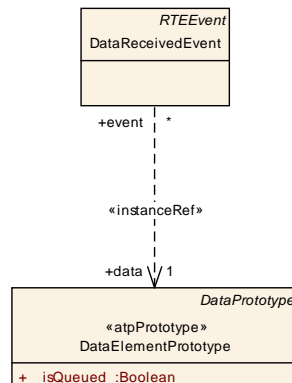 RTEEvent
DataReceivedEvent
+event *
«instanceRef»
+data 1
DataPrototype
«atpPrototype»
DataElementPrototype
+ isQueued :Boolean